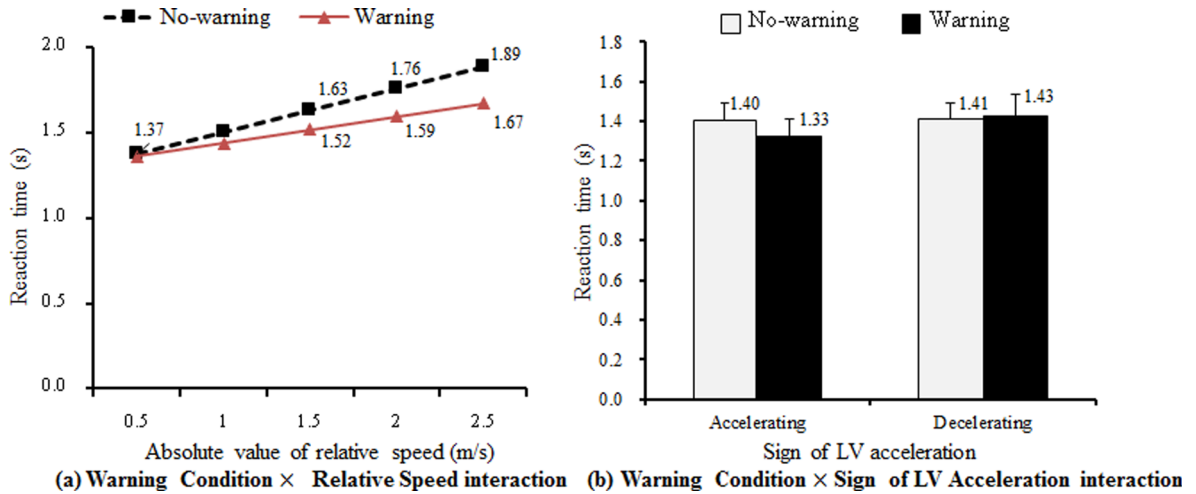 No-warning Warning
2.0
1.5
1.0
0.5
0.0
Reaction time (s)
1.37
1.63
1.76
1.89
1.52
1.59
1.67
0.5 1 1.5 2 2.5
Absolute value of relative speed (m/s)
(a) Warning Condition × Relative Speed interaction
No-warning Warning
1.8
1.6
1.4
1.2
1.0
0.8
0.6
0.4
0.2
0.0
Reaction time (s)
1.40
1.33
1.41
1.43
Accelerating Decelerating
Sign of LV acceleration
(b) Warning Condition × Sign of LV Acceleration interaction